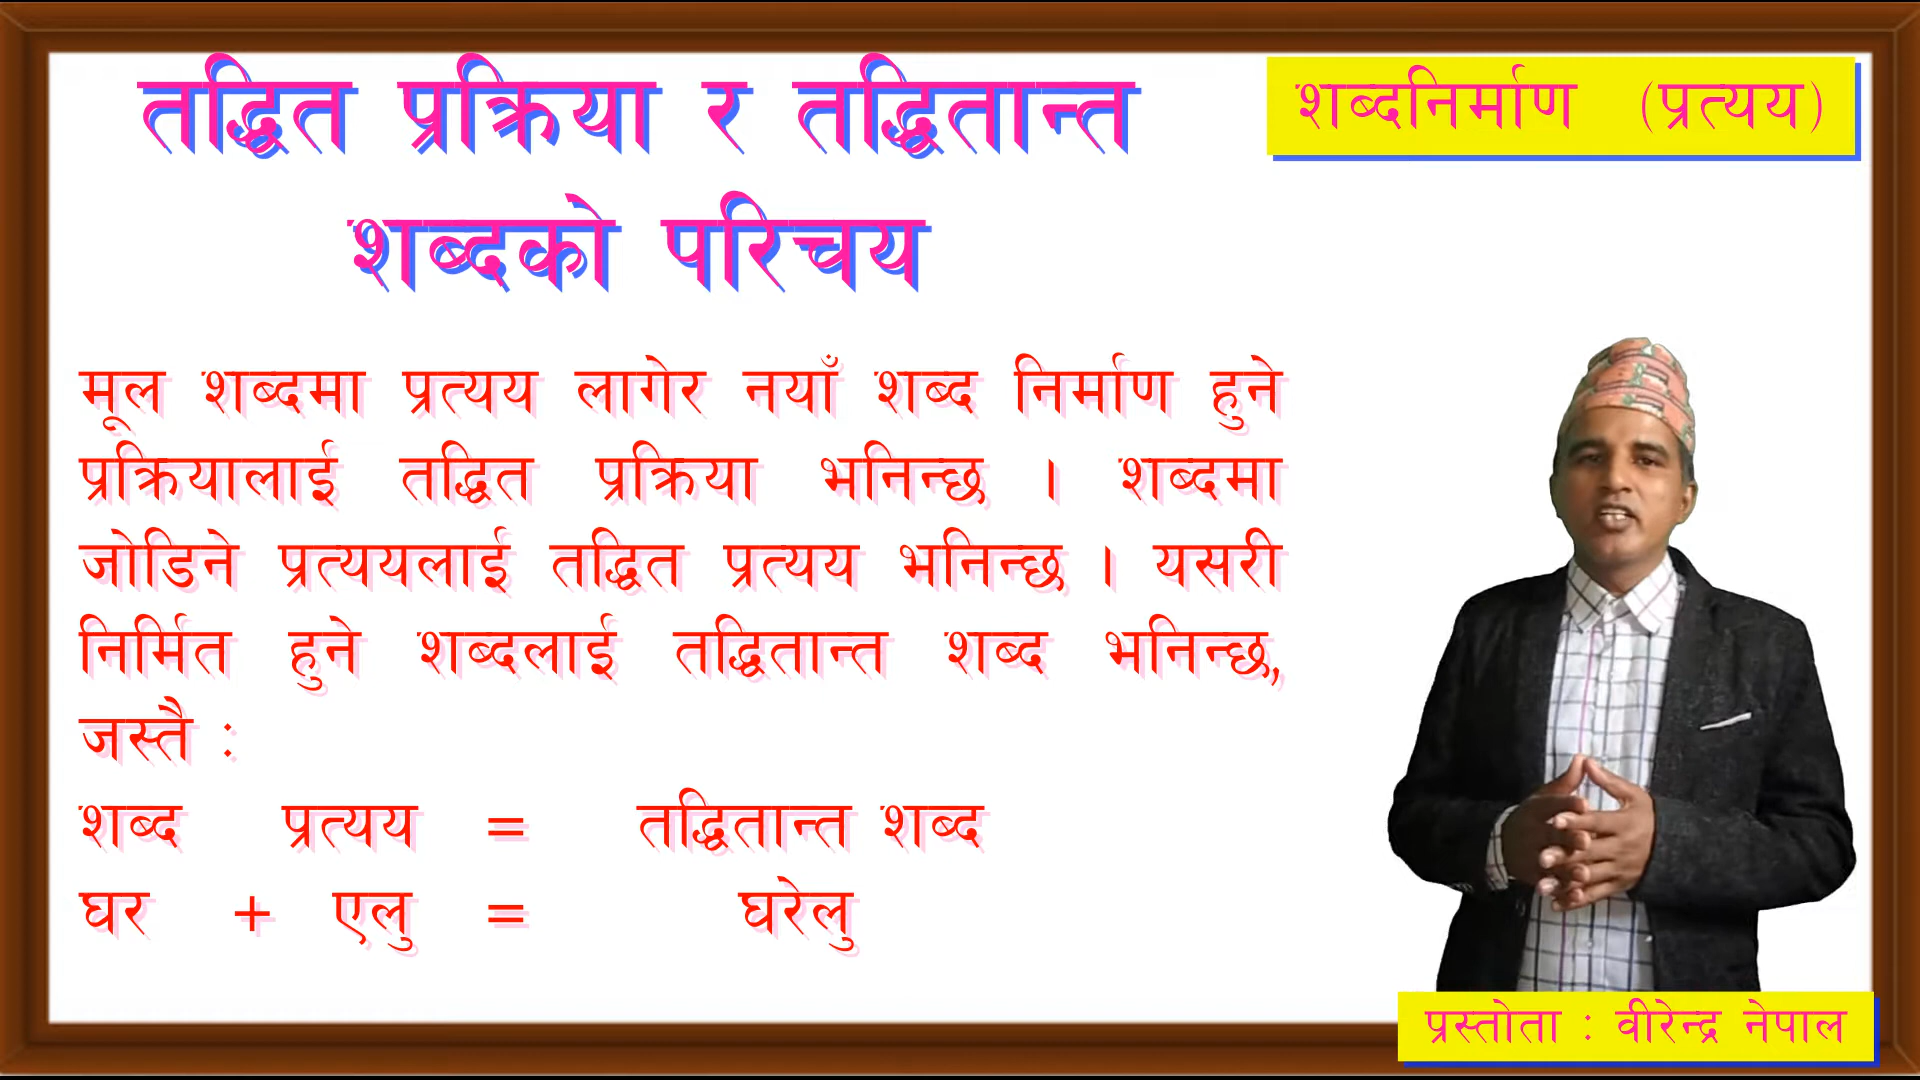 तद्धित प्रक्रिया र तद्धितान्त
शब्दको परिचय
शब्दनिर्माण (प्रत्यय)
मूल शब्दमा प्रत्यय लागेर नयाँ शब्द निर्माण हुने
प्रक्रियालाई तद्धित प्रक्रिया भनिन्छ । शब्दमा
जोडिने प्रत्ययलाई तद्धित प्रत्यय भनिन्छ । यसरी
निर्मित हुने शब्दलाई तद्धितान्त शब्द भनिन्छ,
जस्तै :
शब्द प्रत्यय = तद्धितान्त शब्द
घर + एलु = घरेलु
प्रस्तोता : वीरेन्द्र नेपाल